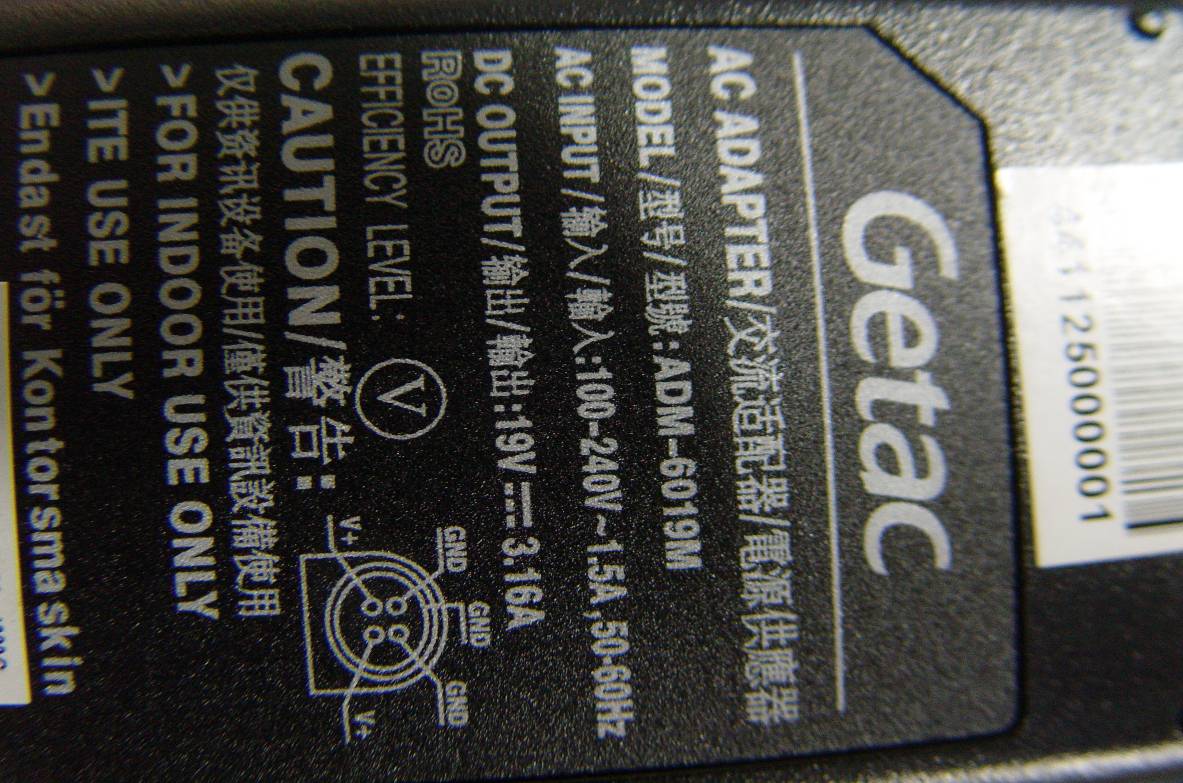 Getac
AC ADAPTER/交流适配器/電源供應器
MODEL/型号/型號:ADM-6019M
AC INPUT/输入/輸入:100-240V~1.5A,50-60Hz
DC OUTPUT/输出/輸出:19V⎓3.16A
RoHS
EFFICIENCY LEVEL: V
CAUTION/警告:
仅供资讯设备使用/僅供資訊設備使用
>FOR INDOOR USE ONLY
>ITE USE ONLY
>Endast för Kontorsmaskin
GND
GND
GND
V+
V+
441125000001